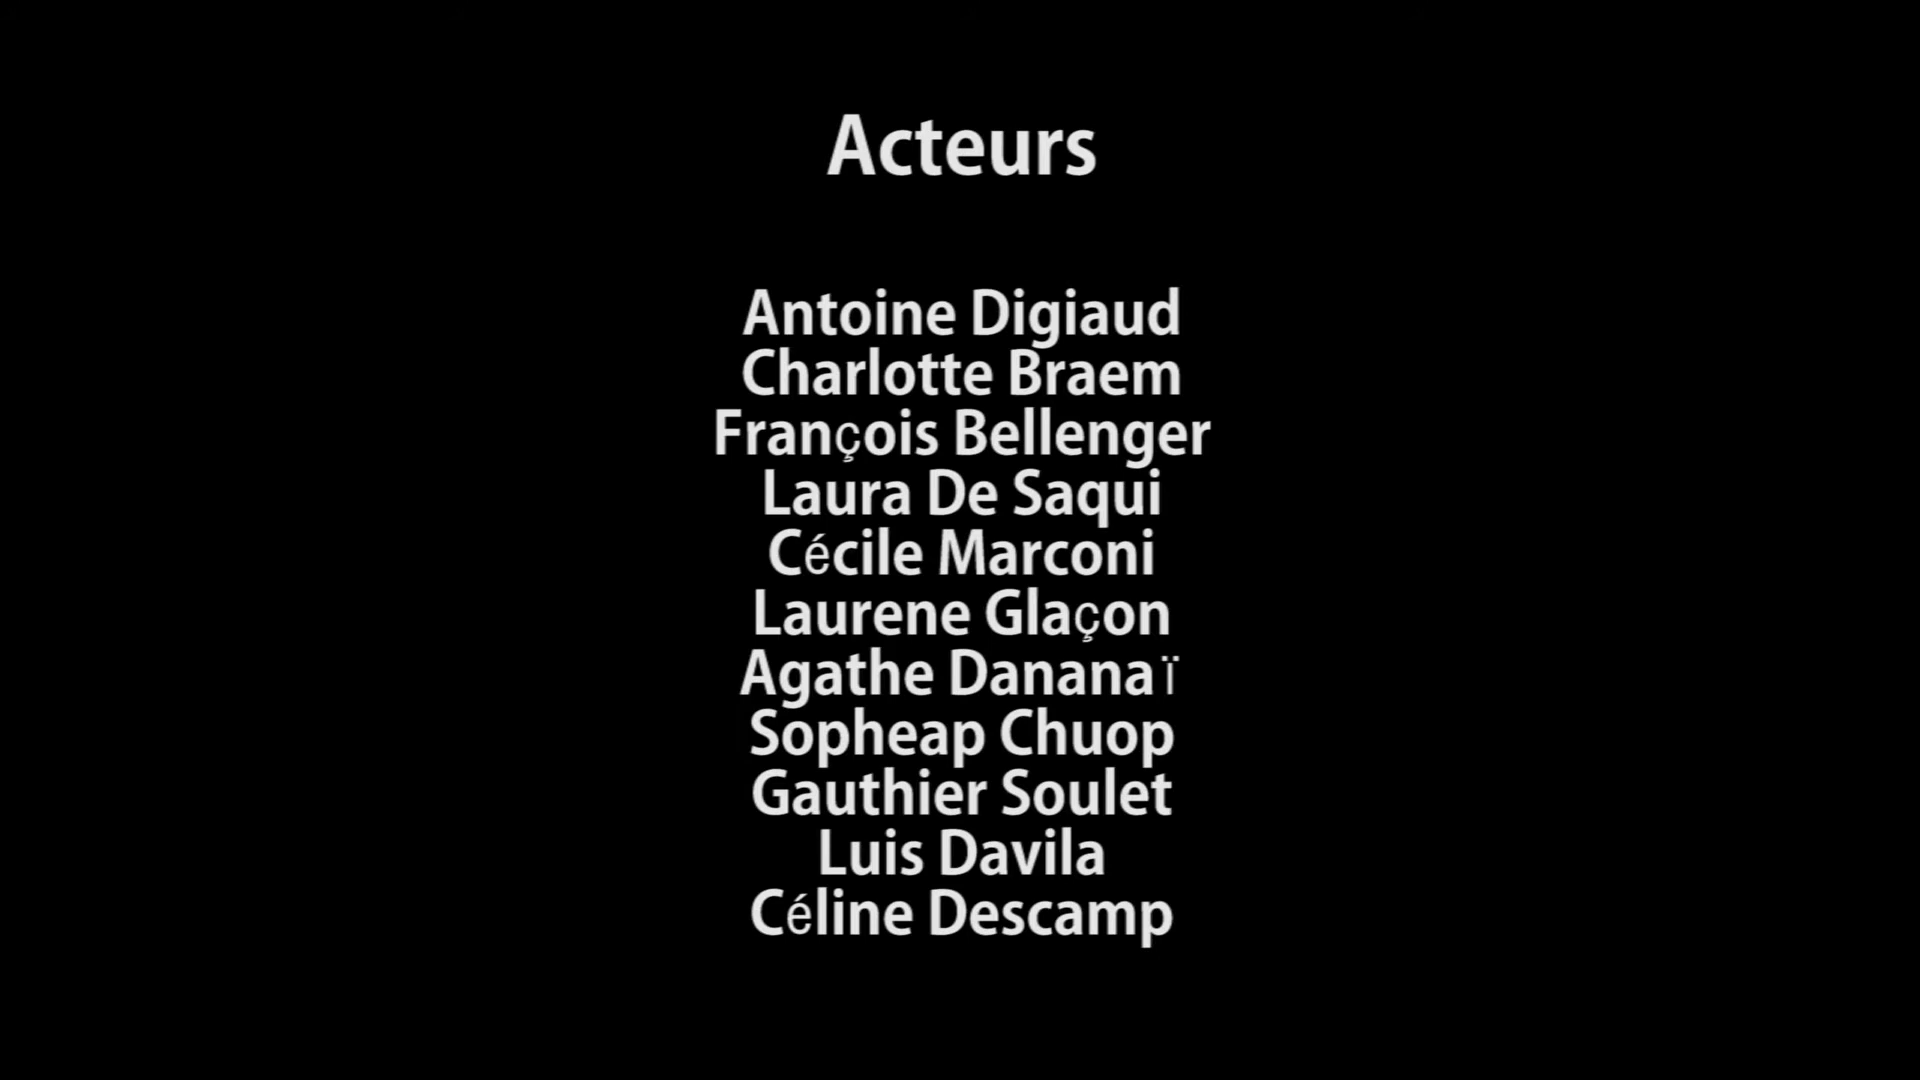 Acteurs
Antoine Digiaud
Charlotte Braem
François Bellenger
Laura De Saqui
Cécile Marconi
Laurene Glaçon
Agathe Dananaï
Sopheap Chuop
Gauthier Soulet
Luis Davila
Céline Descamp